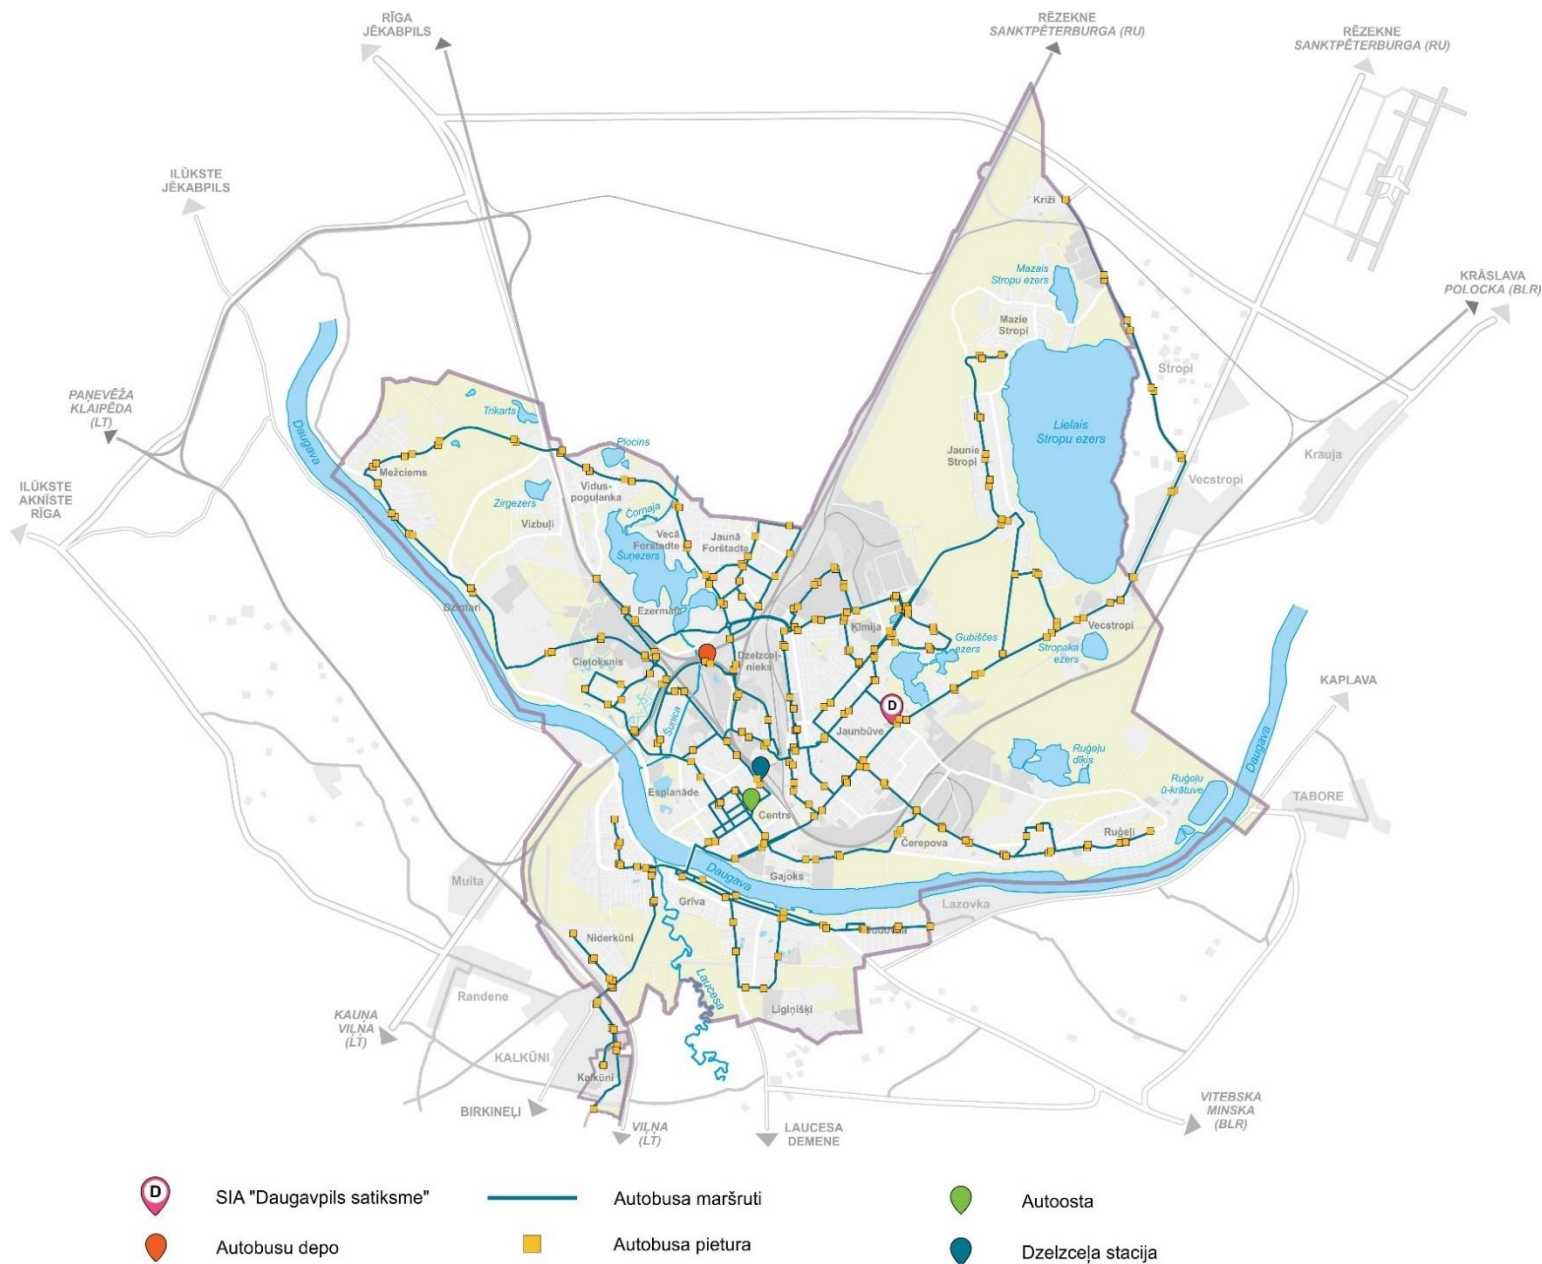 RĪGA
JĒKABPILS
RĒZEKNE
SANKTPĒTERBURGA (RU)
RĒZEKNE
SANKTPĒTERBURGA (RU)
ILŪKSTE
JĒKABPILS
Križi
Mazais
Stropu ezers
KRĀSLAVA
POLOCKA (BLR)
Mazie
Stropi
Stropi
PAŅEVĒŽA
KLAIPĒDA
(LT)
Daugava
Trikarts
Plocins
Lielais
Stropu ezers
Jaunie
Stropi
Krauja
Mežciems
Vidus-
poguļanka
Vecstropi
ILŪKSTE
AKNĪSTE
RĪGA
Zirgezers
Čornaja
Vizbuļi
Vecā
Forštadte
Jaunā
Forštadte
Šuņezers
Dzintari
Ezermala
Ķīmija
Vecstropi
Gubiščes
ezers
Stropaka
ezers
Cietoksnis
Dzelzceļ-
nieks
KAPLAVA
D
Šuņica
Jaunbūve
Ruģeļu
dīķis
Daugava
Ruģeļu
ū-krātuve
Esplanāde
TABORE
Centrs
Ruģeļi
Čerepova
Daugava
Gajoks
Muita
Grīva
Lazovka
Judovka
Niderkūni
Laucesa
Randene
Liginišķi
KAUŅA
VIĻŅA
(LT)
KALKŪNI
Kalkūni
BIRKINEĻI
VIĻŅA
(LT)
LAUCESA
DEMENE
VITEBSKA
MINSKA
(BLR)
D SIA "Daugavpils satiksme"
Autobusa maršruti
Autoosta
Autobusu depo
Autobusa pietura
Dzelzceļa stacija